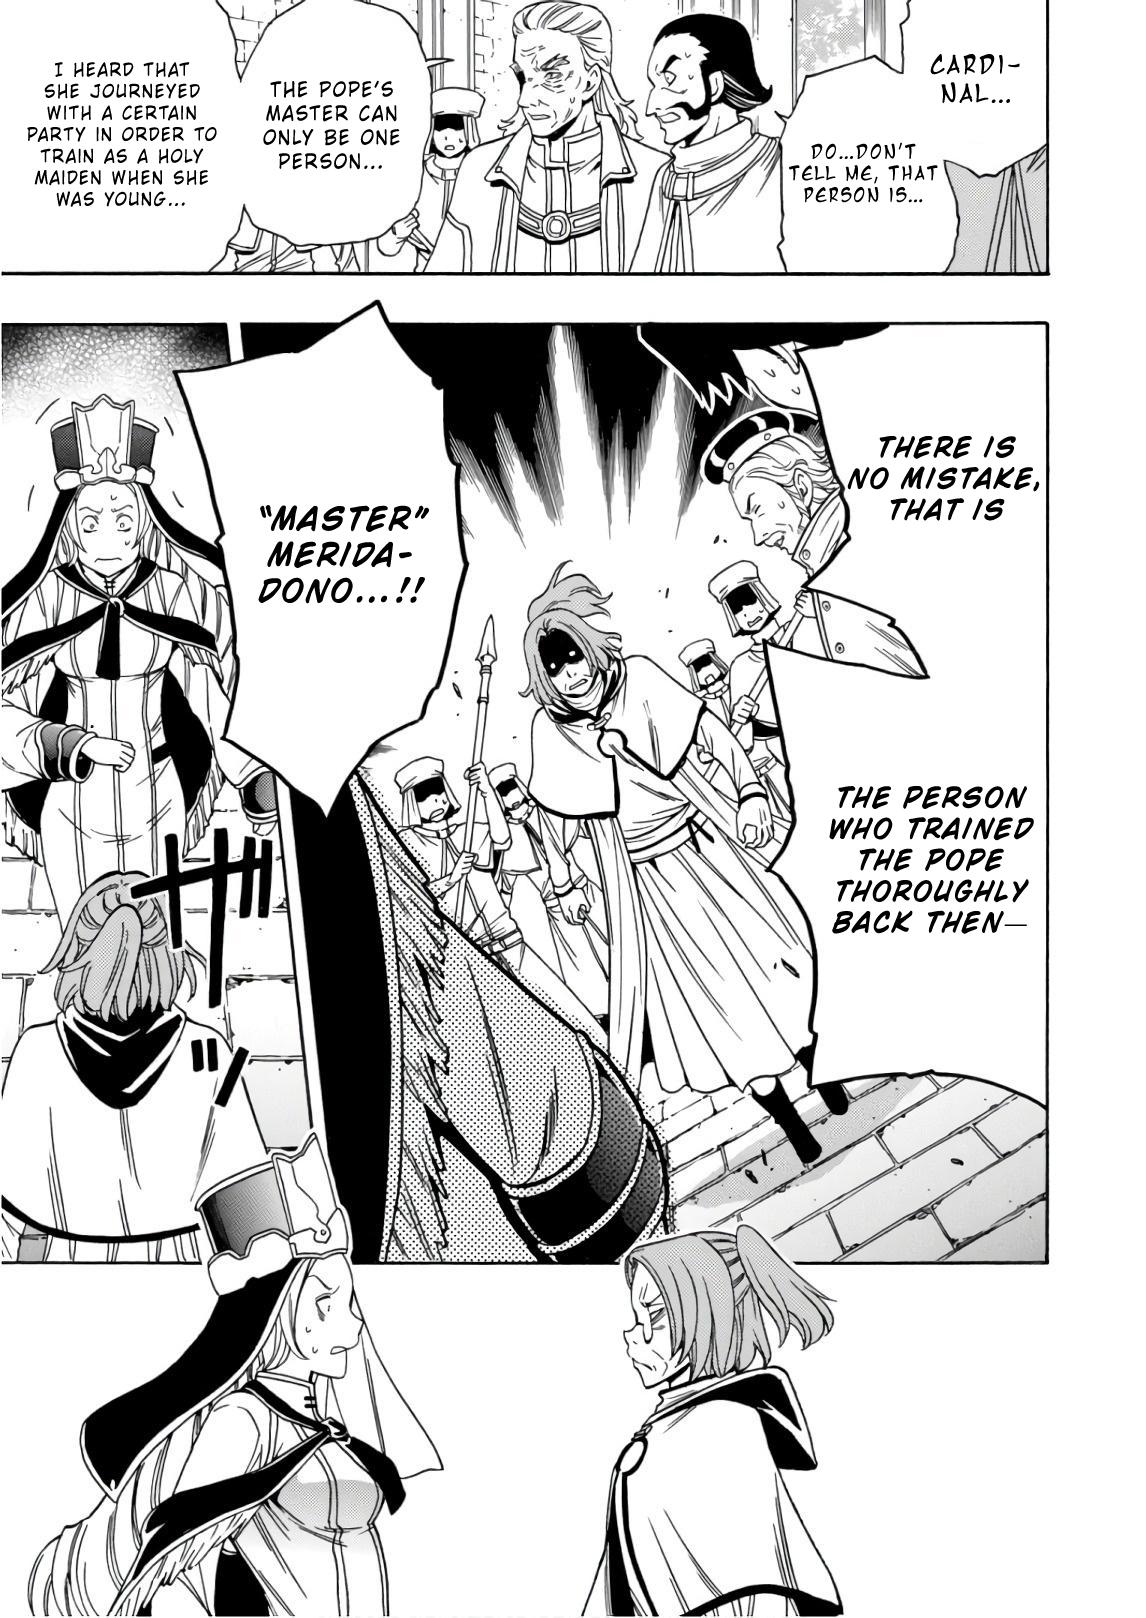 CARDI-
NAL...
DO...DON'T
TELL ME, THAT
PERSON IS...
THE POPE'S
MASTER CAN
ONLY BE ONE
PERSON...
I HEARD THAT
SHE JOURNEYED
WITH A CERTAIN
PARTY IN ORDER TO
TRAIN AS A HOLY
MAIDEN WHEN SHE
WAS YOUNG...
THERE IS
NO MISTAKE,
THAT IS
THE PERSON
WHO TRAINED
THE POPE
THOROUGHLY
BACK THEN—
"MASTER"
MERIDA-
DONO...!!